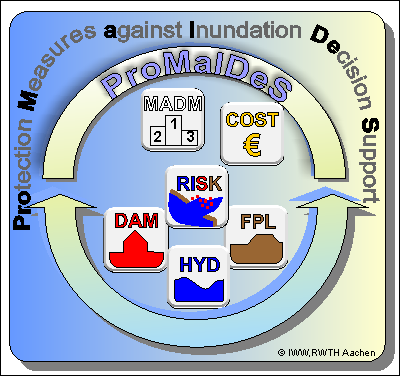 Protection Measures against Inundation Decision Support
ProMaIDeS
MADM
1
2 3
COST
€
RISK
DAM
FPL
HYD
© IWW,RWTH Aachen